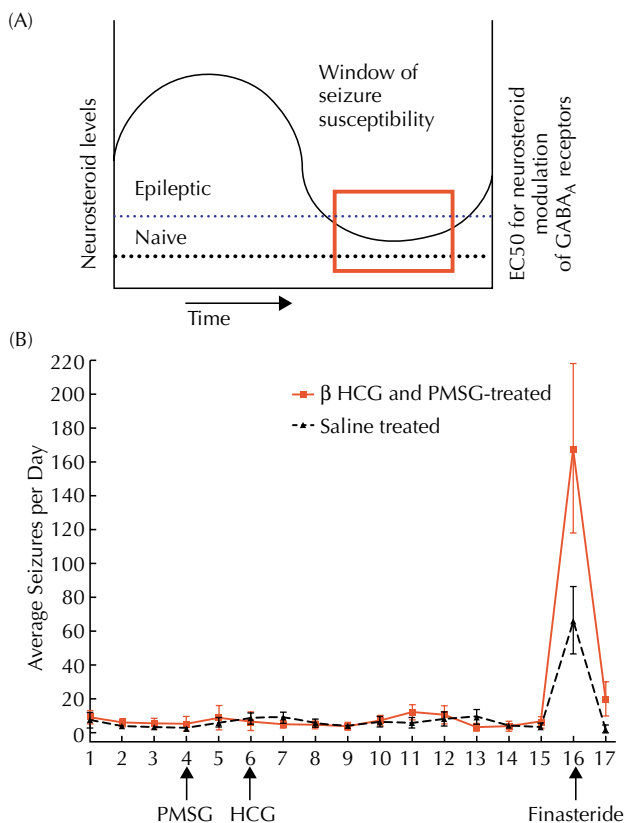 (A)
Neurosteroid levels
Window of
seizure
susceptibility
Epileptic
Naive
EC50 for neurosteroid
modulation
of GABA_A receptors
Time
(B)
Average Seizures per Day
220
200
180
160
140
120
100
80
60
40
20
0
β HCG and PMSG-treated
Saline treated
1 2 3 4 5 6 7 8 9 10 11 12 13 14 15 16 17
PMSG HCG Finasteride